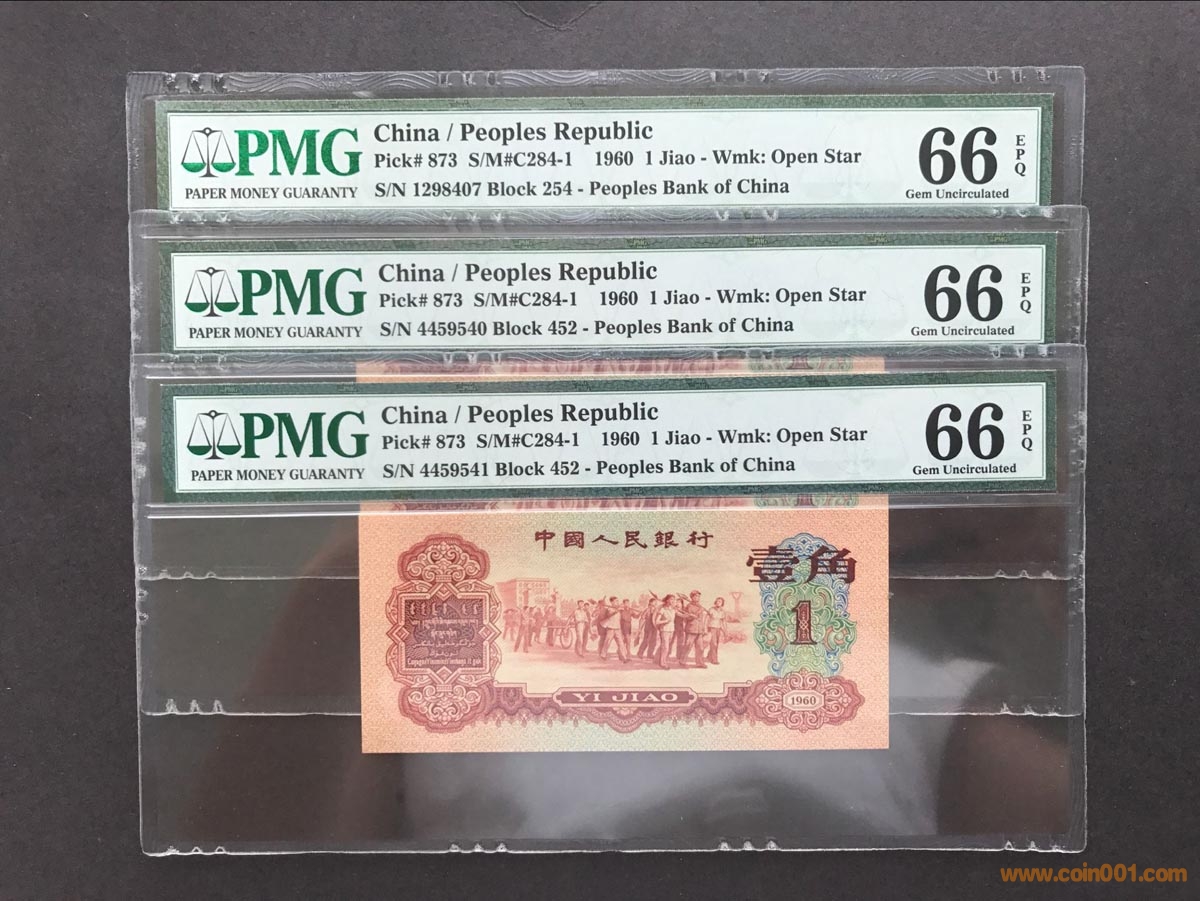 PMG
PAPER MONEY GUARANTY
China / Peoples Republic
Pick# 873 S/M#C284-1 1960 1 Jiao - Wmk: Open Star
S/N 1298407 Block 254 - Peoples Bank of China
66
EPQ
Gem Uncirculated
PMG
PAPER MONEY GUARANTY
China / Peoples Republic
Pick# 873 S/M#C284-1 1960 1 Jiao - Wmk: Open Star
S/N 4459540 Block 452 - Peoples Bank of China
66
EPQ
Gem Uncirculated
PMG
PAPER MONEY GUARANTY
China / Peoples Republic
Pick# 873 S/M#C284-1 1960 1 Jiao - Wmk: Open Star
S/N 4459541 Block 452 - Peoples Bank of China
66
EPQ
Gem Uncirculated
中國人民銀行
壹角
1
YI JIAO
1960
www.coin001.com